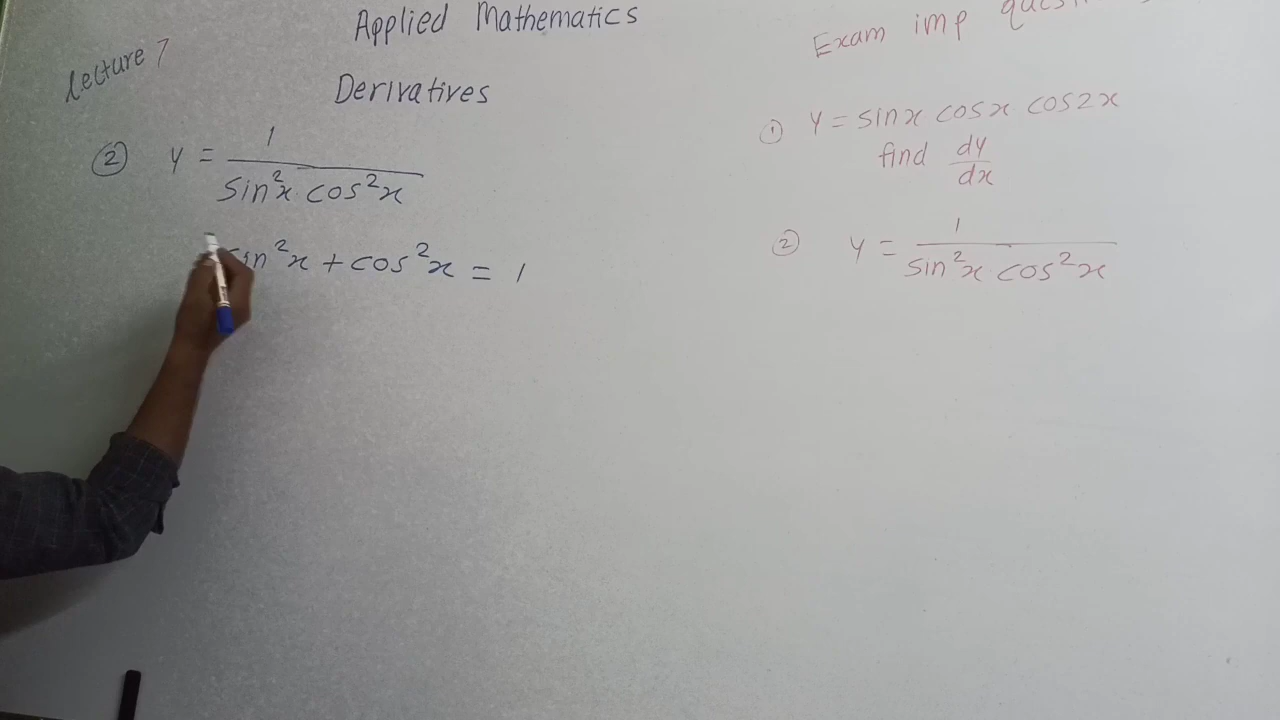 Applied Mathematics
Lecture 7
Derivatives
② y = 1 / sin²x · cos²x
sin²x + cos²x = 1
Exam imp
① y = sinx cosx · cos2x
find dy/dx
② y = 1 / sin²x · cos²x